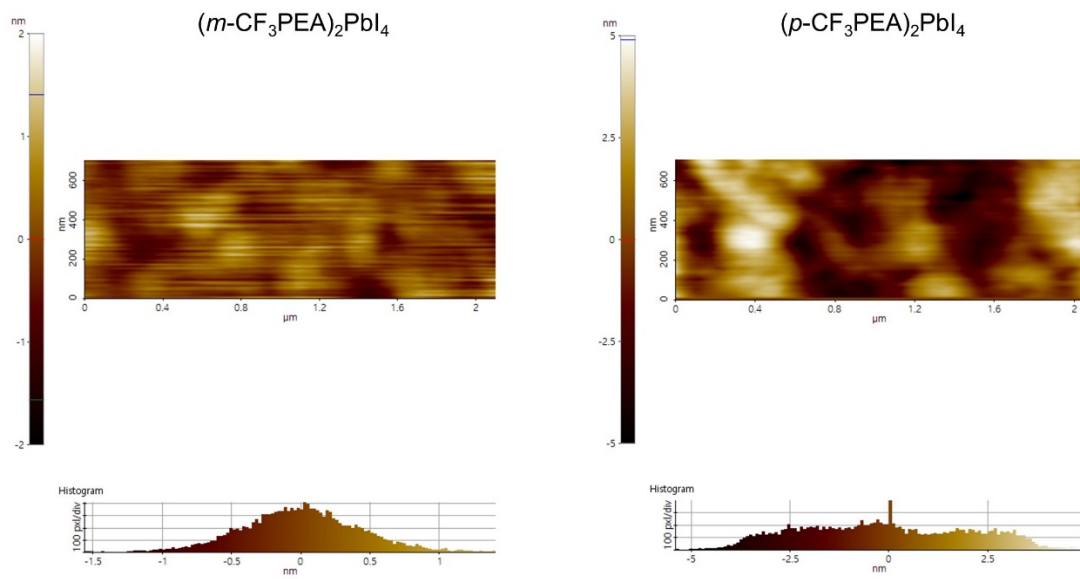 (m-CF₃PEA)₂PbI₄
nm
2
1
0
-1
-2
600
400
200
0
nm
0 0.4 0.8 1.2 1.6 2
µm
Histogram
100 pxl/div
-1.5 -1 -0.5 0 0.5 1
nm
(p-CF₃PEA)₂PbI₄
nm
5
2.5
0
-2.5
-5
600
400
200
0
nm
0 0.4 0.8 1.2 1.6 2
µm
Histogram
100 pxl/div
-5 -2.5 0 2.5
nm